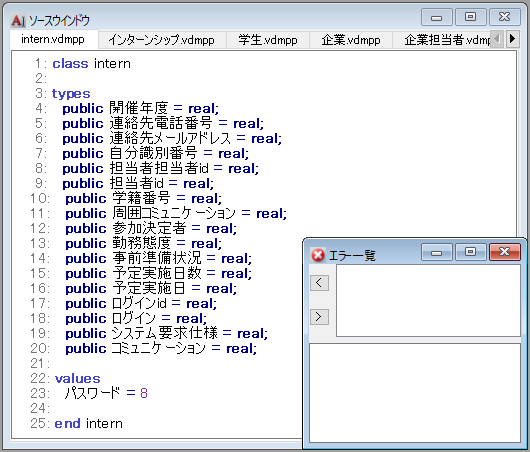 ソースウインドウ
intern.vdmpp インターンシップ.vdmpp 学生.vdmpp 企業.vdmpp 企業担当者.vdmpp
1: class intern
2:
3: types
4: public 開催年度 = real;
5: public 連絡先電話番号 = real;
6: public 連絡先メールアドレス = real;
7: public 自分識別番号 = real;
8: public 担当者担当者id = real;
9: public 担当者id = real;
10: public 学籍番号 = real;
11: public 周囲コミュニケーション = real;
12: public 参加決定者 = real;
13: public 勤務態度 = real;
14: public 事前準備状況 = real;
15: public 予定実施日数 = real;
16: public 予定実施日 = real;
17: public ログインid = real;
18: public ログイン = real;
19: public システム要求仕様 = real;
20: public コミュニケーション = real;
21:
22: values
23: パスワード = 8
24:
25: end intern
エラー一覧
<
>